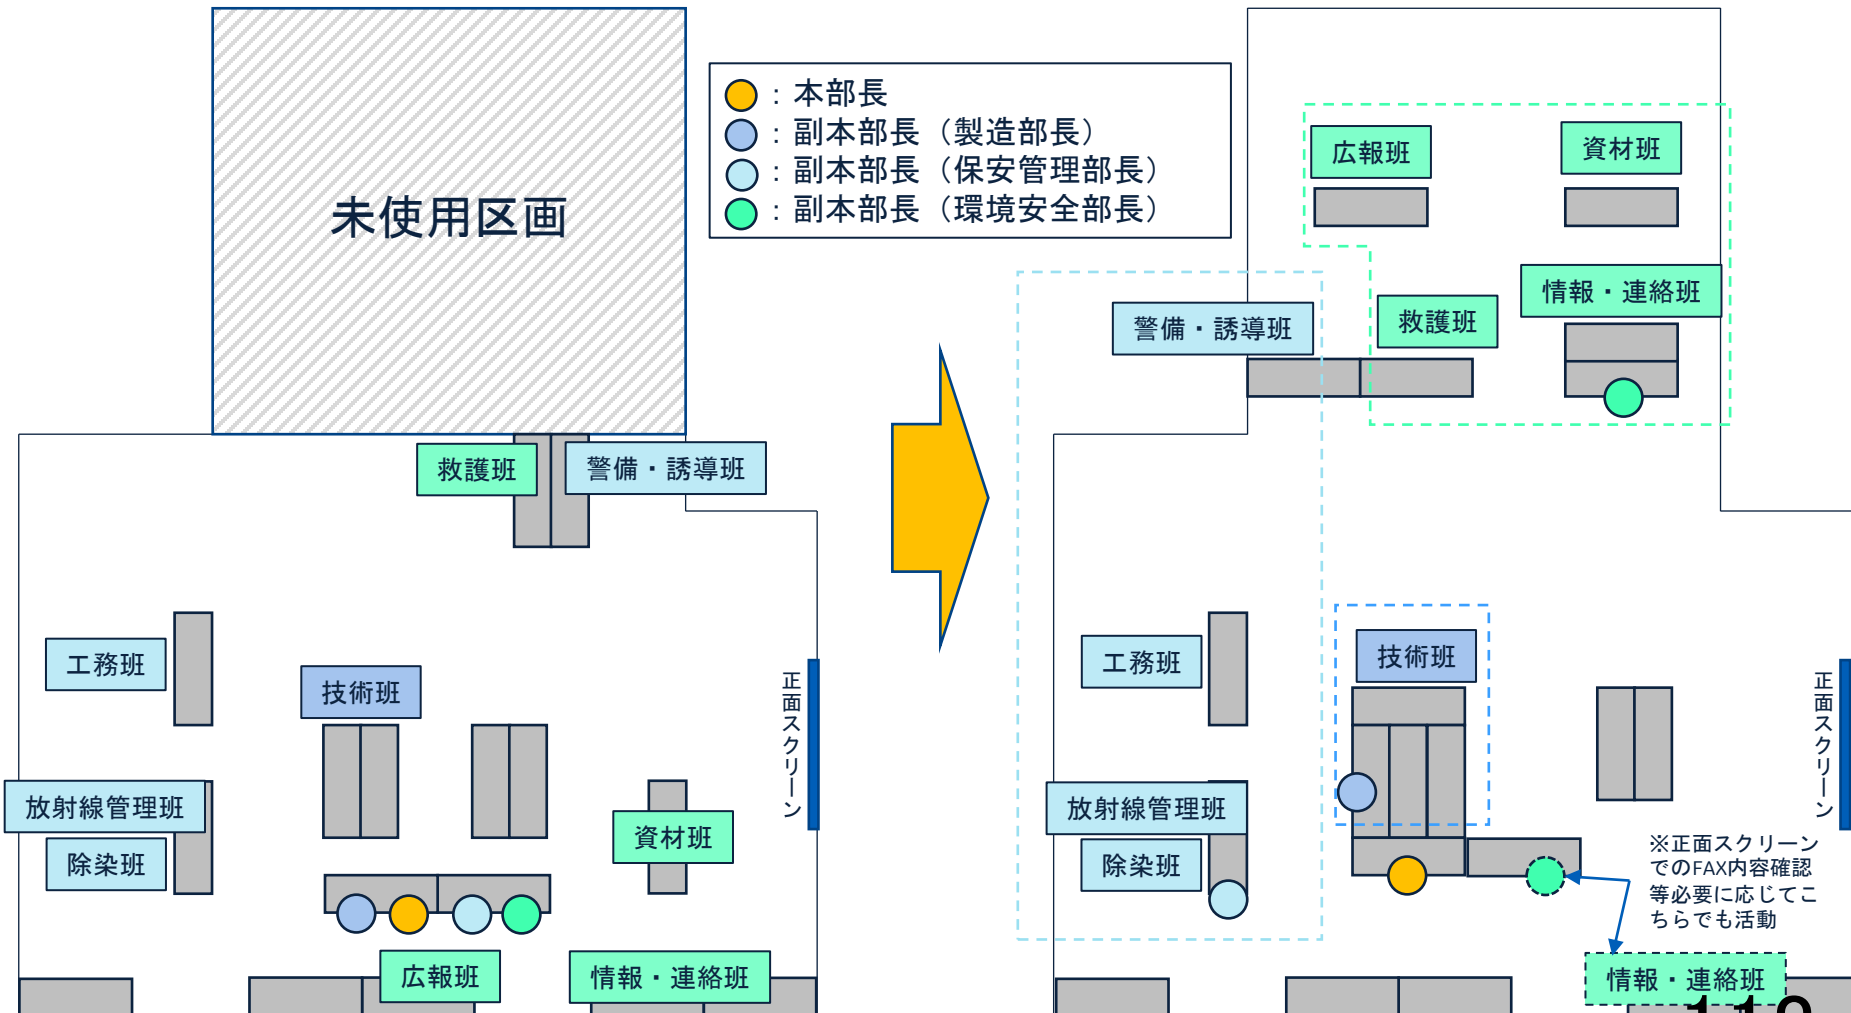 未使用区画
：本部長
：副本部長（製造部長）
：副本部長（保安管理部長）
：副本部長（環境安全部長）
救護班
警備・誘導班
工務班
技術班
放射線管理班
除染班
資材班
正面スクリーン
広報班
情報・連絡班
広報班
資材班
情報・連絡班
警備・誘導班
救護班
工務班
技術班
放射線管理班
除染班
正面スクリーン
※正面スクリーン
でのFAX内容確認
等必要に応じてこ
ちらでも活動
情報・連絡班